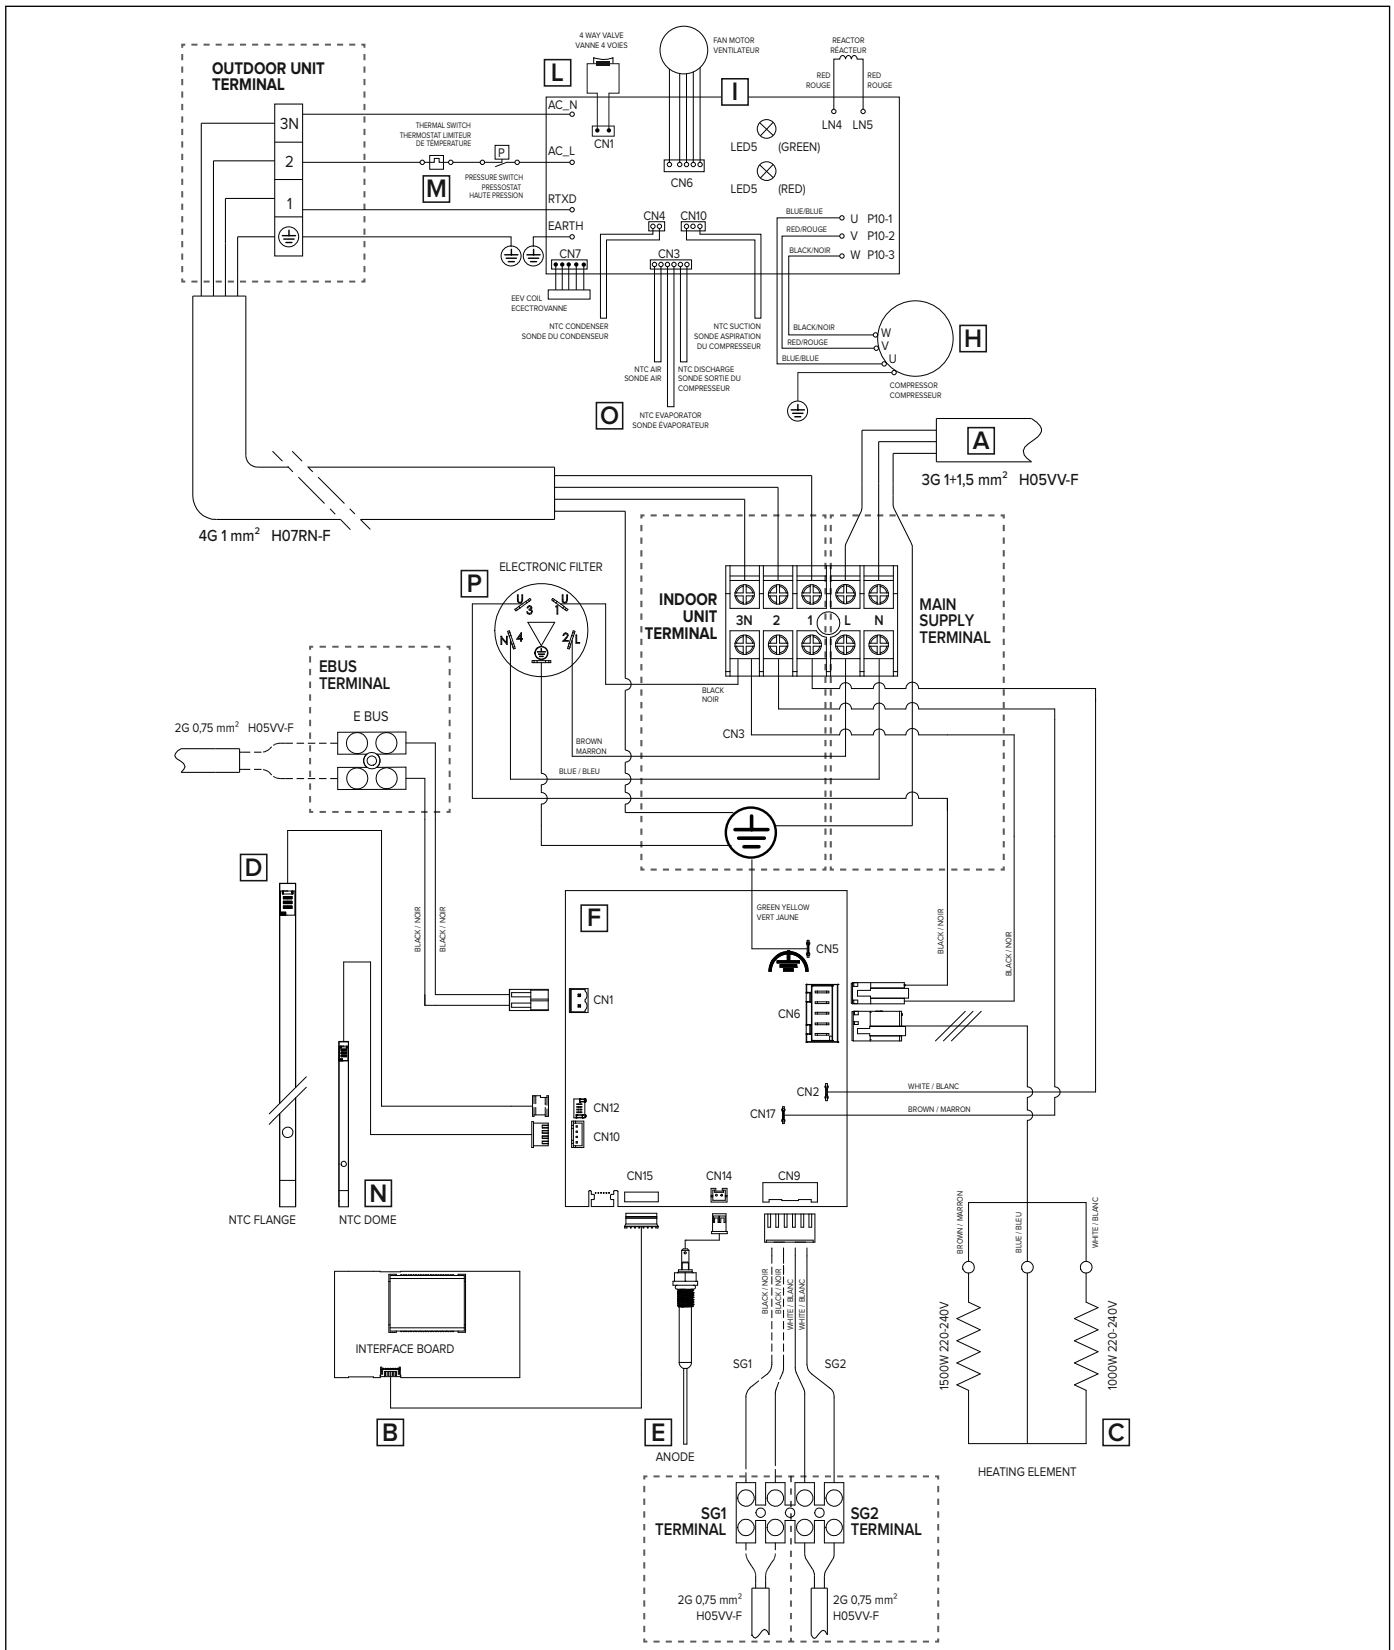 4 WAY VALVE
VANNE 4 VOIES
FAN MOTOR
VENTILATEUR
REACTOR
RÉACTEUR
OUTDOOR UNIT
TERMINAL
L
I
RED
ROUGE
RED
ROUGE
AC_N
LN4
LN5
3N
THERMAL SWITCH
THERMOSTAT LIMITEUR
DE TEMPÉRATURE
CN1
LED5
(GREEN)
P
AC_L
2
M
PRESSURE SWITCH
PRESSOSTAT
HAUTE PRESSION
CN6
LED5
(RED)
1
RTXD
CN4
CN10
BLUE/BLUE
U P10-1
EARTH
RED/ROUGE
V P10-2
CN7
CN3
BLACK/NOIR
W P10-3
EEV COIL
ECECTROVANNE
NTC CONDENSER
SONDE DU CONDENSEUR
NTC SUCTION
SONDE ASPIRATION
DU COMPRESSEUR
BLACK/NOIR
W
RED/ROUGE
V
BLUE/BLUE
U
H
NTC AIR
SONDE AIR
NTC DISCHARGE
SONDE SORTIE DU
COMPRESSEUR
COMPRESSOR
COMPRESSEUR
O
NTC EVAPORATOR
SONDE ÉVAPORATEUR
A
3G 1+1,5 mm² H05VV-F
4G 1 mm² H07RN-F
ELECTRONIC FILTER
P
U
3
U
1
N
4
2
L
INDOOR
UNIT
TERMINAL
3N
2
1
L
N
MAIN
SUPPLY
TERMINAL
EBUS
TERMINAL
E BUS
2G 0,75 mm² H05VV-F
BLACK
NOIR
CN3
BROWN
MARRON
BLUE / BLEU
D
F
GREEN YELLOW
VERT JAUNE
BLACK / NOIR
BLACK / NOIR
BLACK / NOIR
BLACK / NOIR
CN5
CN1
CN6
CN2
WHITE / BLANC
CN12
CN17
BROWN / MARRON
CN10
CN15
CN14
CN9
N
NTC FLANGE
NTC DOME
BROWN / MARRON
BLUE / BLEU
WHITE / BLANC
BLACK / NOIR
BLACK / NOIR
WHITE / BLANC
WHITE / BLANC
INTERFACE BOARD
SG1
SG2
1500W 220-240V
1000W 220-240V
B
E
ANODE
C
HEATING ELEMENT
SG1
TERMINAL
SG2
TERMINAL
2G 0,75 mm²
H05VV-F
2G 0,75 mm²
H05VV-F